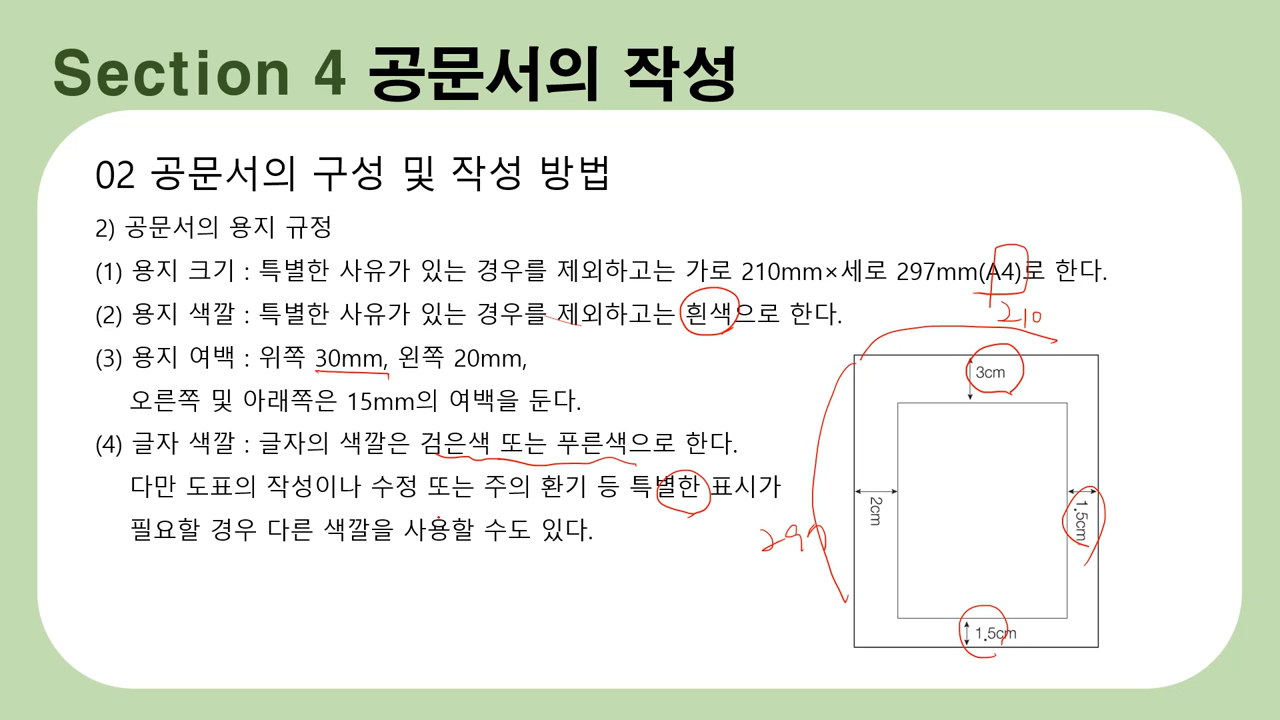 Section 4 공문서의 작성
02 공문서의 구성 및 작성 방법
2) 공문서의 용지 규정
(1) 용지 크기 : 특별한 사유가 있는 경우를 제외하고는 가로 210mm×세로 297mm(A4)로 한다.
(2) 용지 색깔 : 특별한 사유가 있는 경우를 제외하고는 흰색으로 한다.
210
(3) 용지 여백 : 위쪽 30mm, 왼쪽 20mm,
오른쪽 및 아래쪽은 15mm의 여백을 둔다.
(4) 글자 색깔 : 글자의 색깔은 검은색 또는 푸른색으로 한다.
다만 도표의 작성이나 수정 또는 주의 환기 등 특별한 표시가
필요할 경우 다른 색깔을 사용할 수도 있다.
3cm
2cm
1.5cm
297
1.5cm